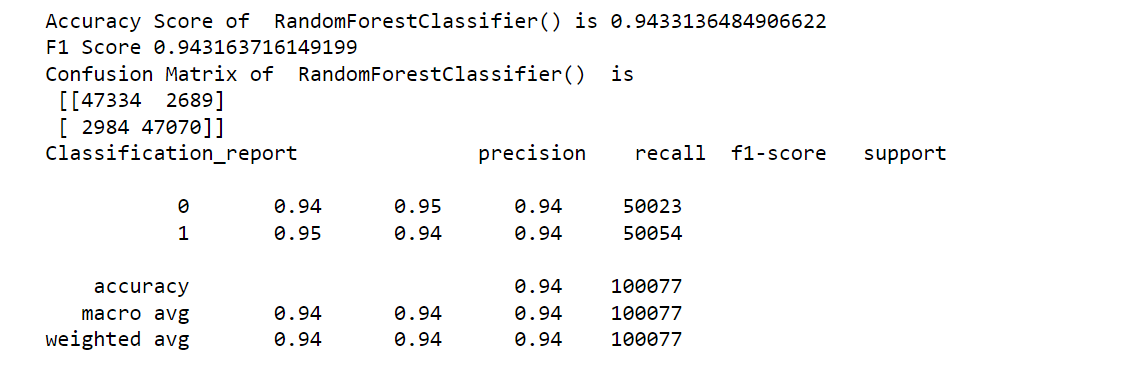 Accuracy Score of  RandomForestClassifier() is 0.9433136484906622
F1 Score 0.943163716149199
Confusion Matrix of  RandomForestClassifier()  is
 [[47334  2689]
 [ 2984 47070]]
Classification_report               precision    recall  f1-score   support

           0       0.94      0.95      0.94     50023
           1       0.95      0.94      0.94     50054

    accuracy                           0.94    100077
   macro avg       0.94      0.94      0.94    100077
weighted avg       0.94      0.94      0.94    100077